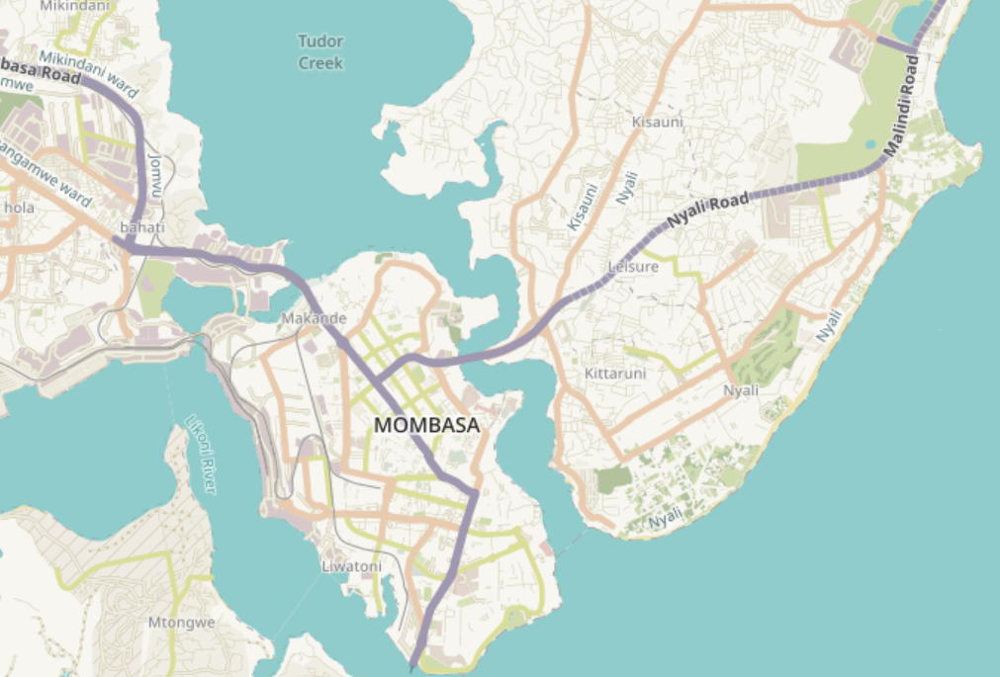 Mikindani
Tudor
Creek
basa Road
Mikindani ward
mwe
Malindi Road
Kisauni
angamwe ward
Jomvu
Kisauni
Nyali
Nyali Road
hola
bahati
Leisure
Makande
Nyali
Kittaruni
Nyali
MOMBASA
Likoni River
Nyali
Liwatoni
Mtongwe